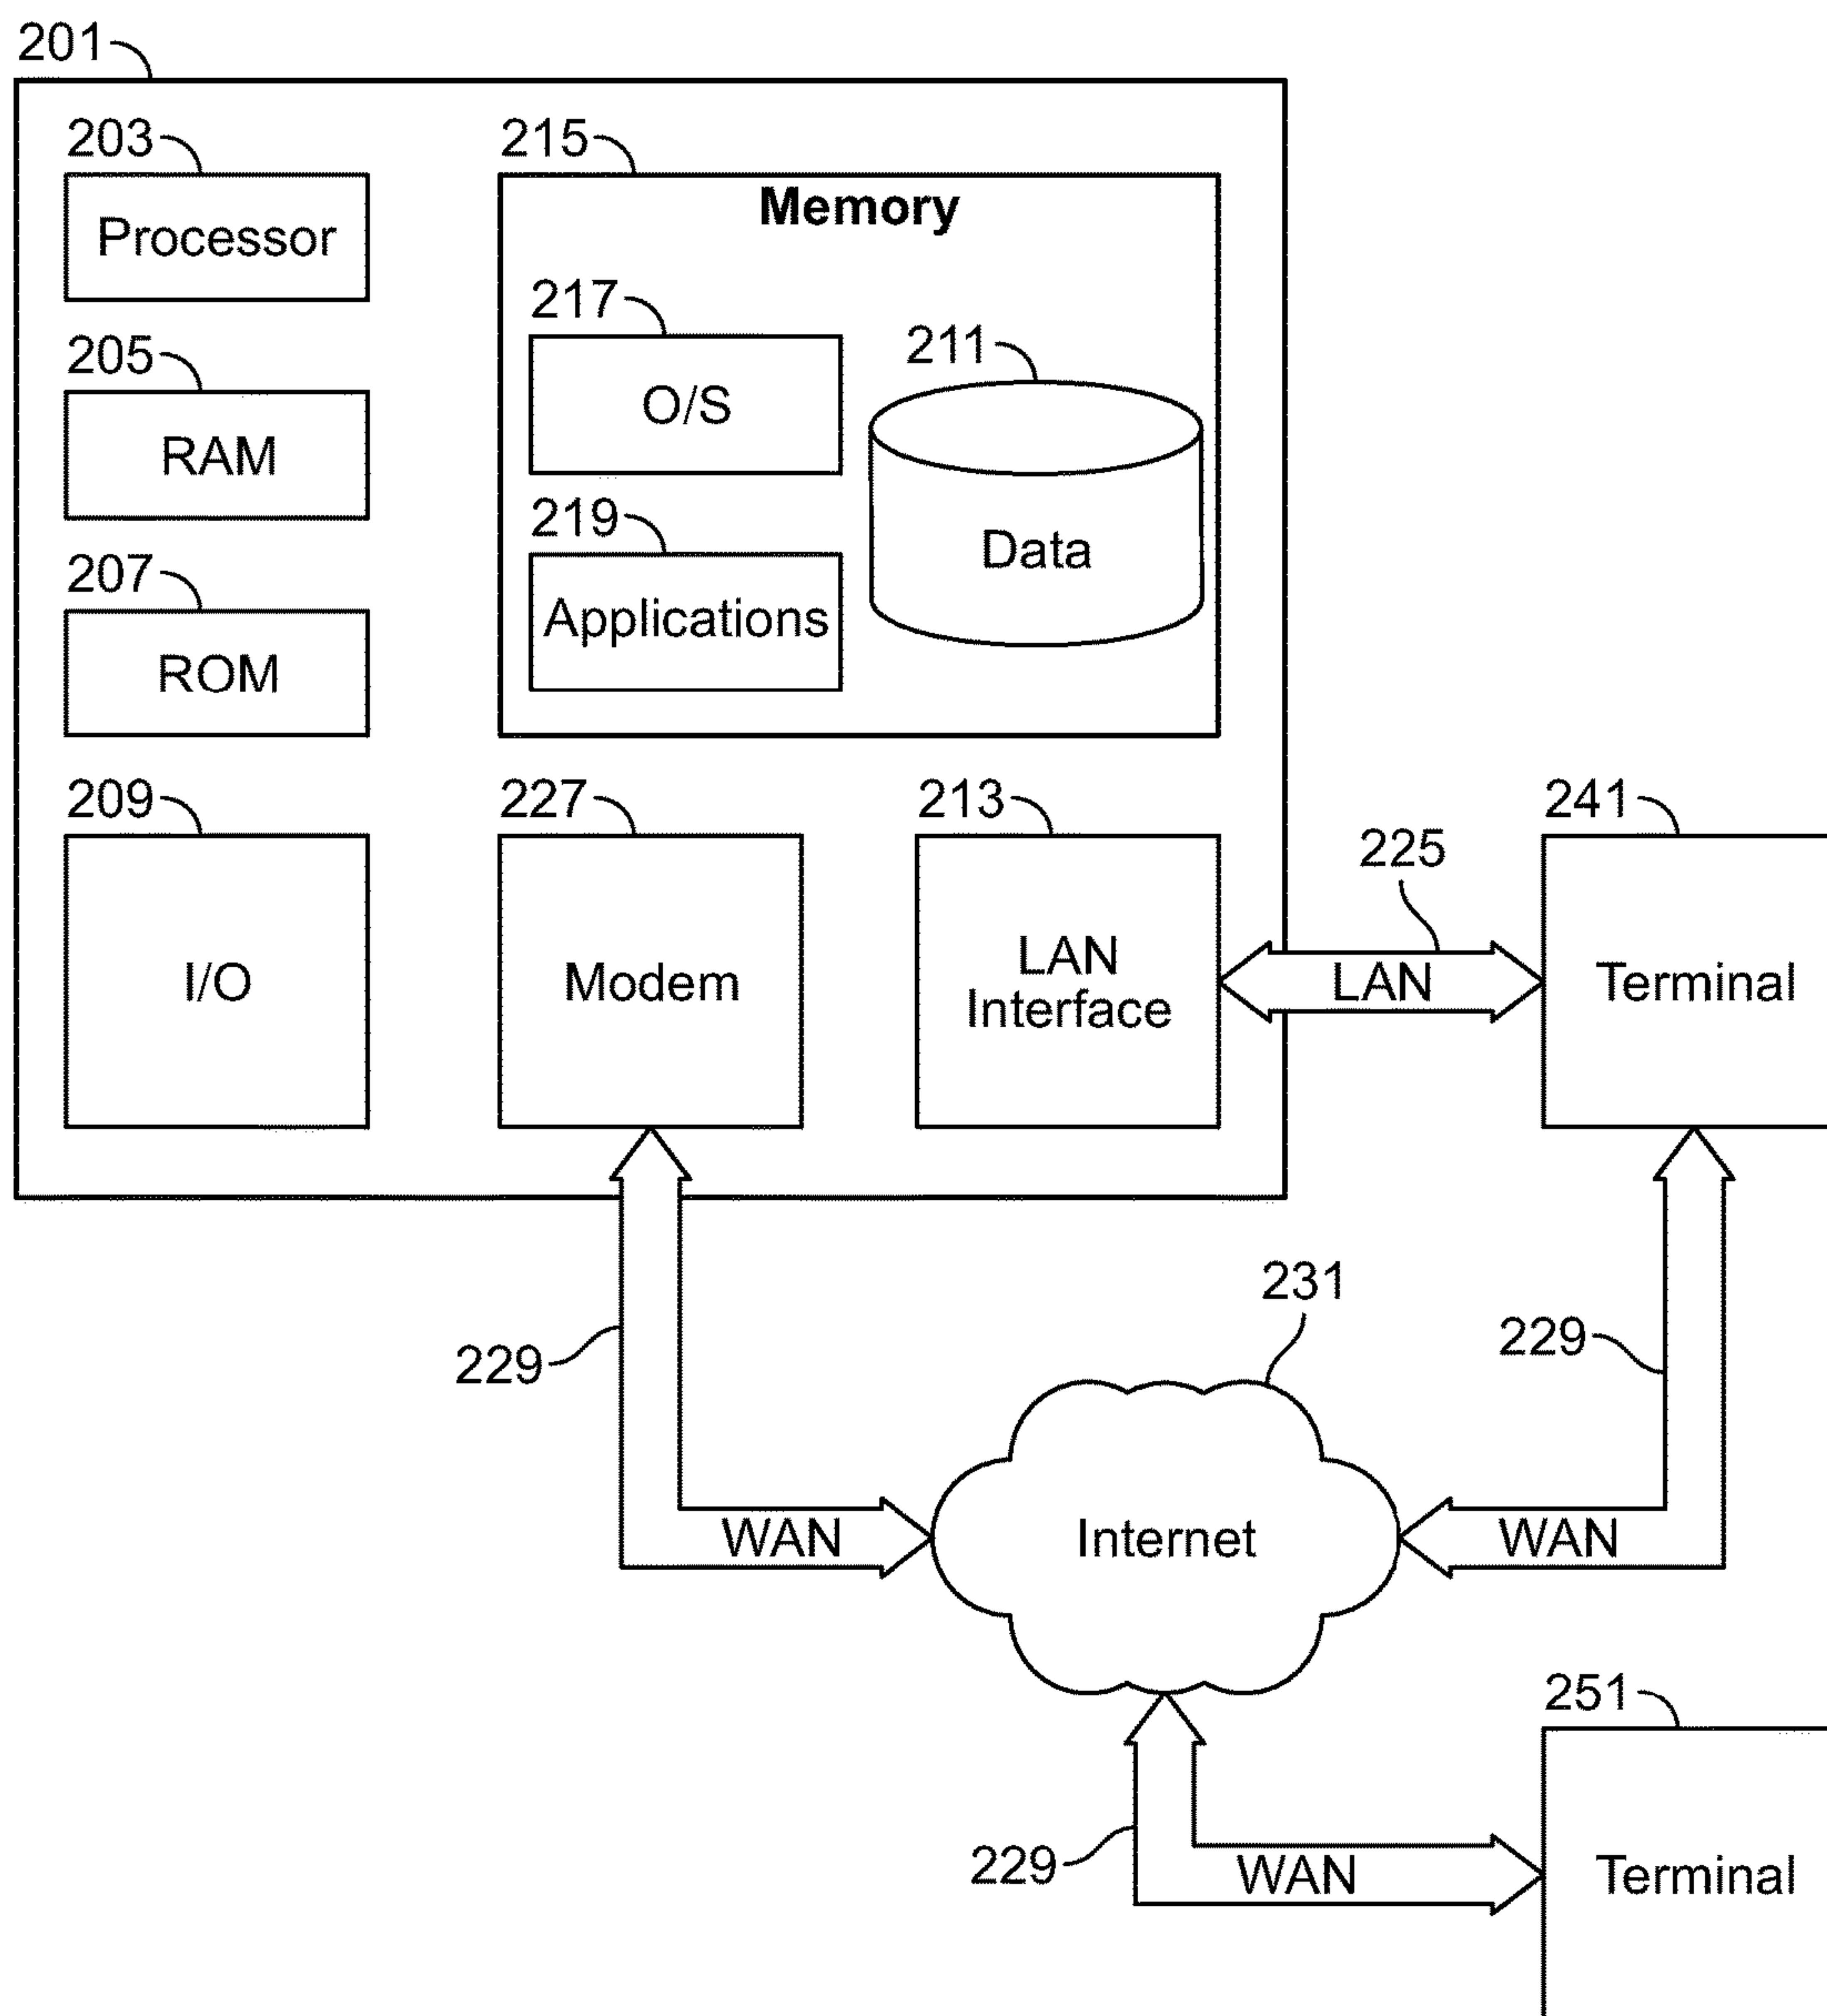 201
203
Processor
205
RAM
207
ROM
215
Memory
217
O/S
211
Data
219
Applications
209
I/O
227
Modem
213
LAN
Interface
225
LAN
241
Terminal
229
WAN
231
Internet
229
WAN
229
WAN
251
Terminal